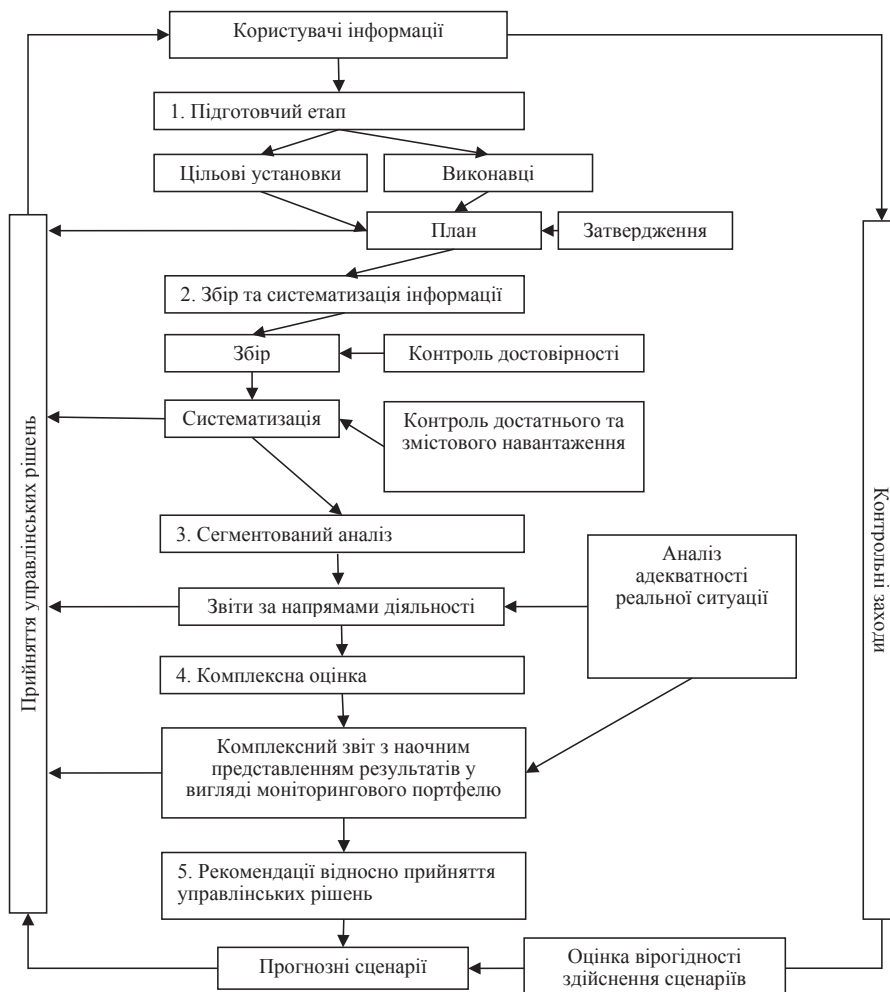 Користувачі інформації
1. Підготовчий етап
Цільові установки
Виконавці
План
Затвердження
2. Збір та систематизація інформації
Збір
Контроль достовірності
Систематизація
Контроль достатнього та
змістового навантаження
3. Сегментований аналіз
Аналіз
адекватності
реальної ситуації
Звіти за напрямами діяльності
4. Комплексна оцінка
Комплексний звіт з наочним
представленням результатів у
вигляді моніторингового портфелю
5. Рекомендації відносно прийняття
управлінських рішень
Прогнозні сценарії
Оцінка вірогідності
здійснення сценаріїв
Прийняття управлінських рішень
Контрольні заходи